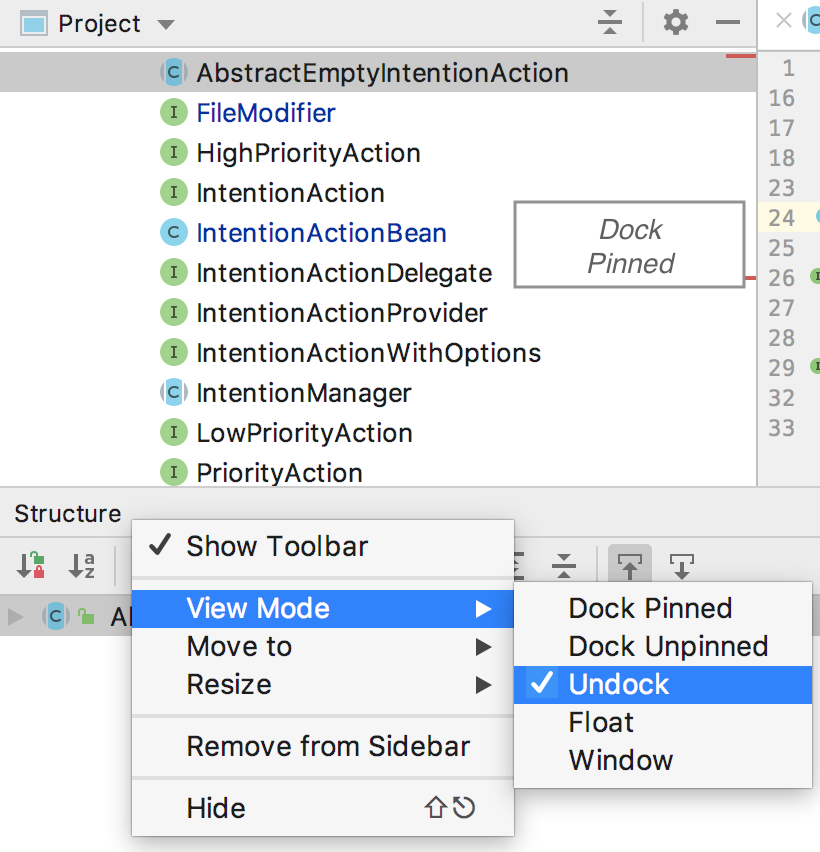 Project
AbstractEmptyIntentionAction
FileModifier
HighPriorityAction
IntentionAction
IntentionActionBean
IntentionActionDelegate
IntentionActionProvider
IntentionActionWithOptions
IntentionManager
LowPriorityAction
PriorityAction
Dock
Pinned
1
16
17
18
23
24
25
26
27
28
29
32
33
Structure
Show Toolbar
View Mode
Move to
Resize
Remove from Sidebar
Hide ⇧⎋
Dock Pinned
Dock Unpinned
Undock
Float
Window